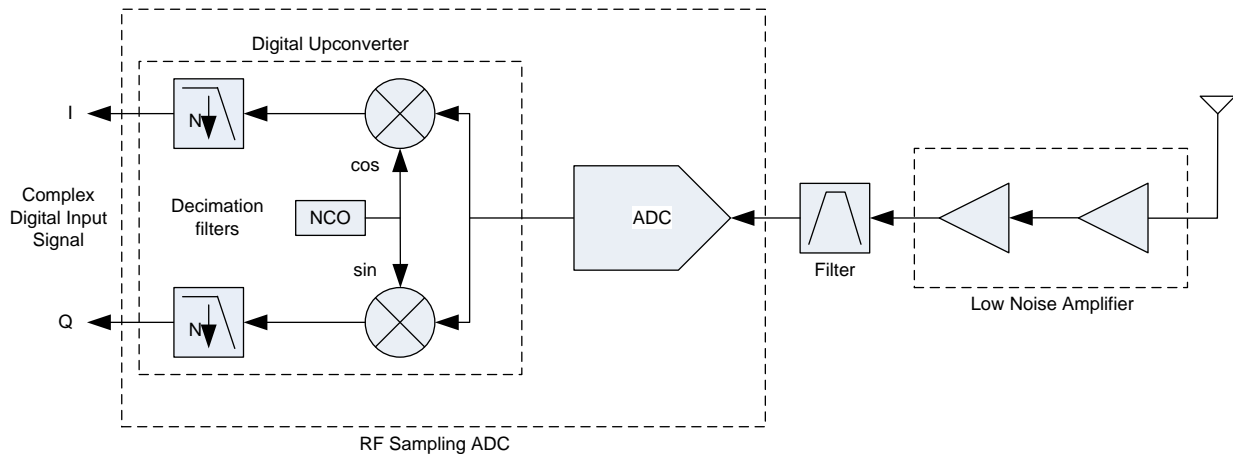 Digital Upconverter
I
N
cos
Complex
Digital Input
Signal
Decimation
filters
NCO
ADC
Filter
sin
Low Noise Amplifier
Q
N
RF Sampling ADC